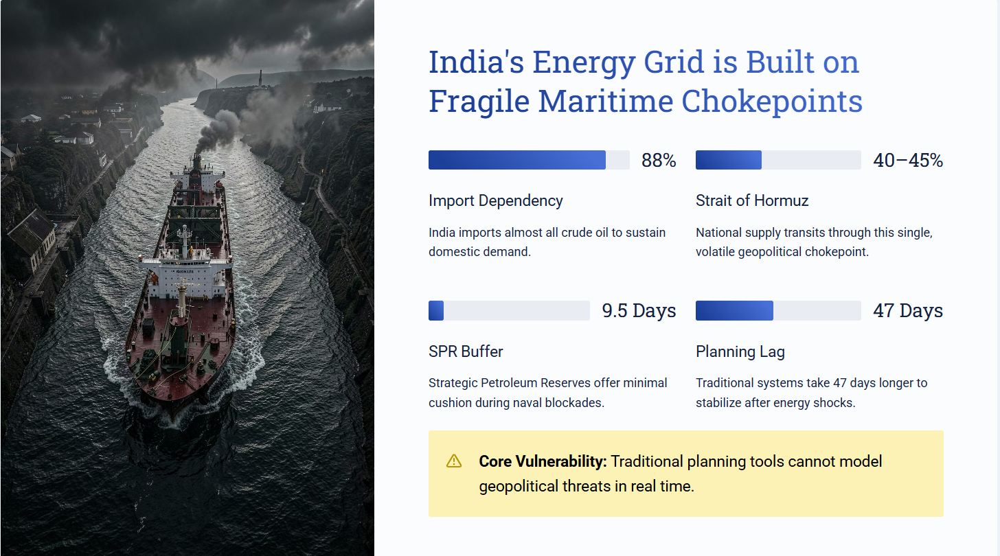 India's Energy Grid is Built on
Fragile Maritime Chokepoints
88%
Import Dependency
India imports almost all crude oil to sustain
domestic demand.
40–45%
Strait of Hormuz
National supply transits through this single,
volatile geopolitical chokepoint.
9.5 Days
SPR Buffer
Strategic Petroleum Reserves offer minimal
cushion during naval blockades.
47 Days
Planning Lag
Traditional systems take 47 days longer to
stabilize after energy shocks.
Core Vulnerability: Traditional planning tools cannot model
geopolitical threats in real time.